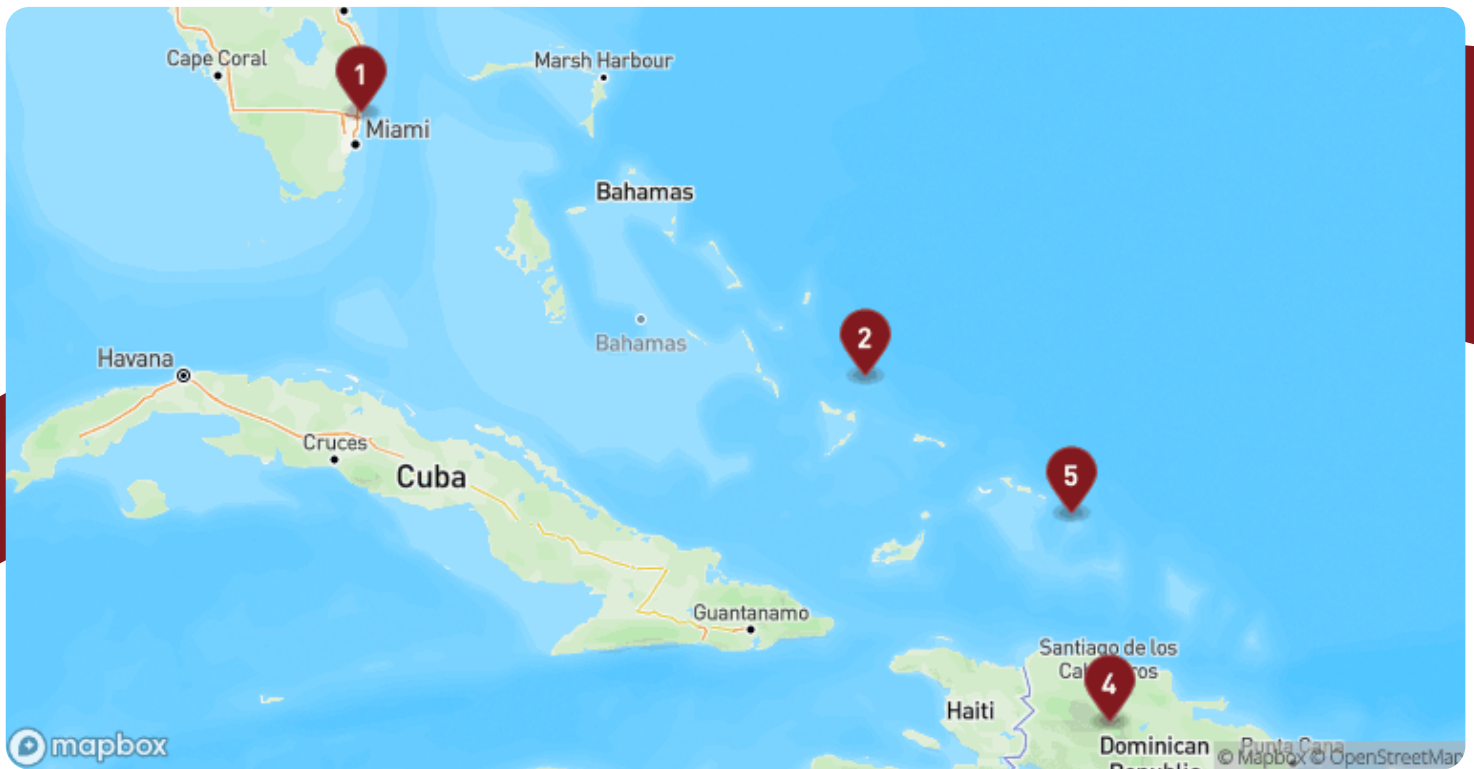 Cape Coral
1
Marsh Harbour
Miami
Bahamas
2
Bahamas
Havana
Cruces
Cuba
5
Guantanamo
Santiago de los
4
Haiti
Dominican
Republic
Punta Cana
mapbox
© Mapbox © OpenStreetMap